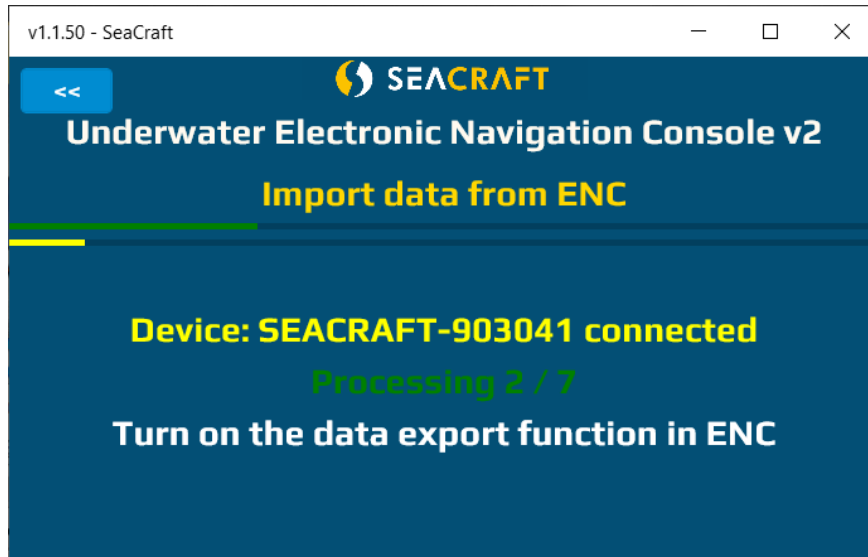 v1.1.50 - SeaCraft
<<
SEACRAFT
Underwater Electronic Navigation Console v2
Import data from ENC
Device: SEACRAFT-903041 connected
Processing 2 / 7
Turn on the data export function in ENC